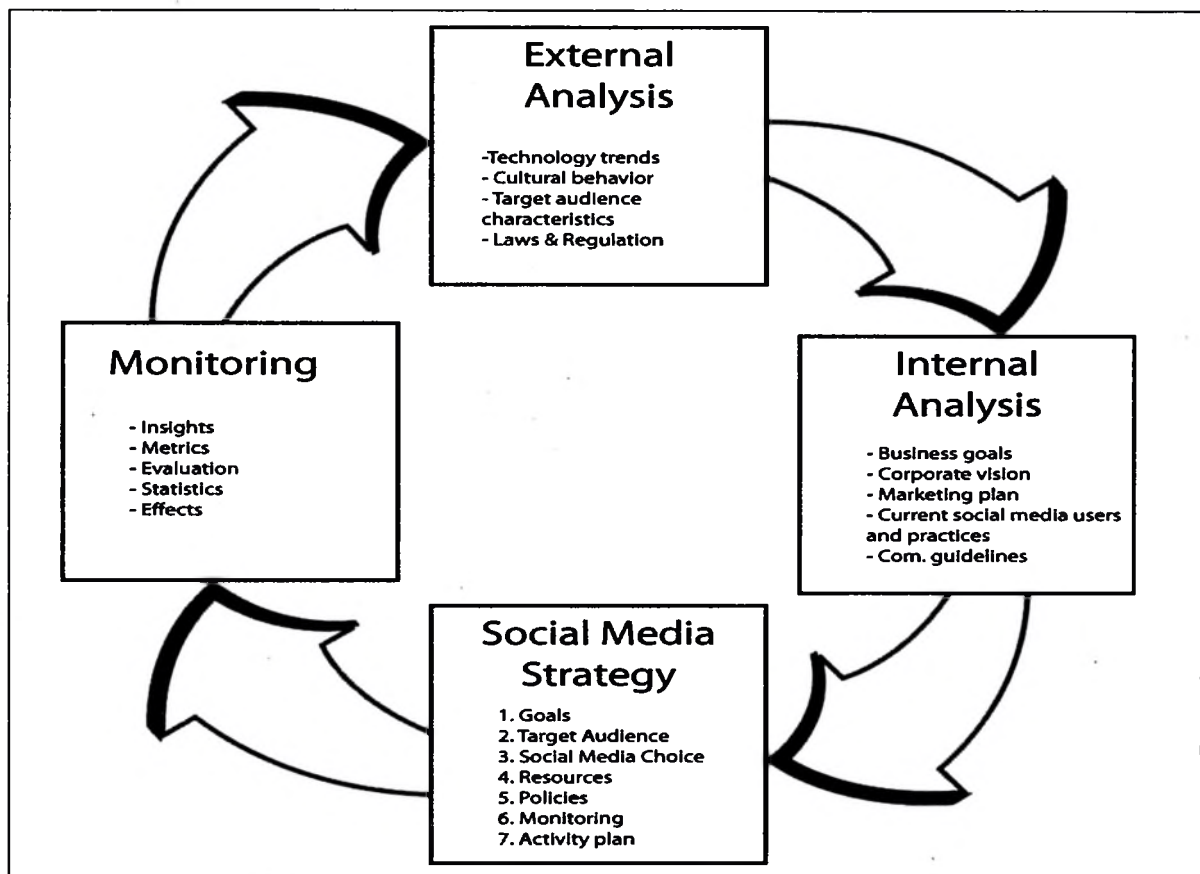 External
Analysis
-Technology trends
- Cultural behavior
- Target audience
characteristics
- Laws & Regulation
Internal
Analysis
- Business goals
- Corporate vision
- Marketing plan
- Current social media users
and practices
- Com. guidelines
Social Media
Strategy
1. Goals
2. Target Audience
3. Social Media Choice
4. Resources
5. Policies
6. Monitoring
7. Activity plan
Monitoring
- Insights
- Metrics
- Evaluation
- Statistics
- Effects